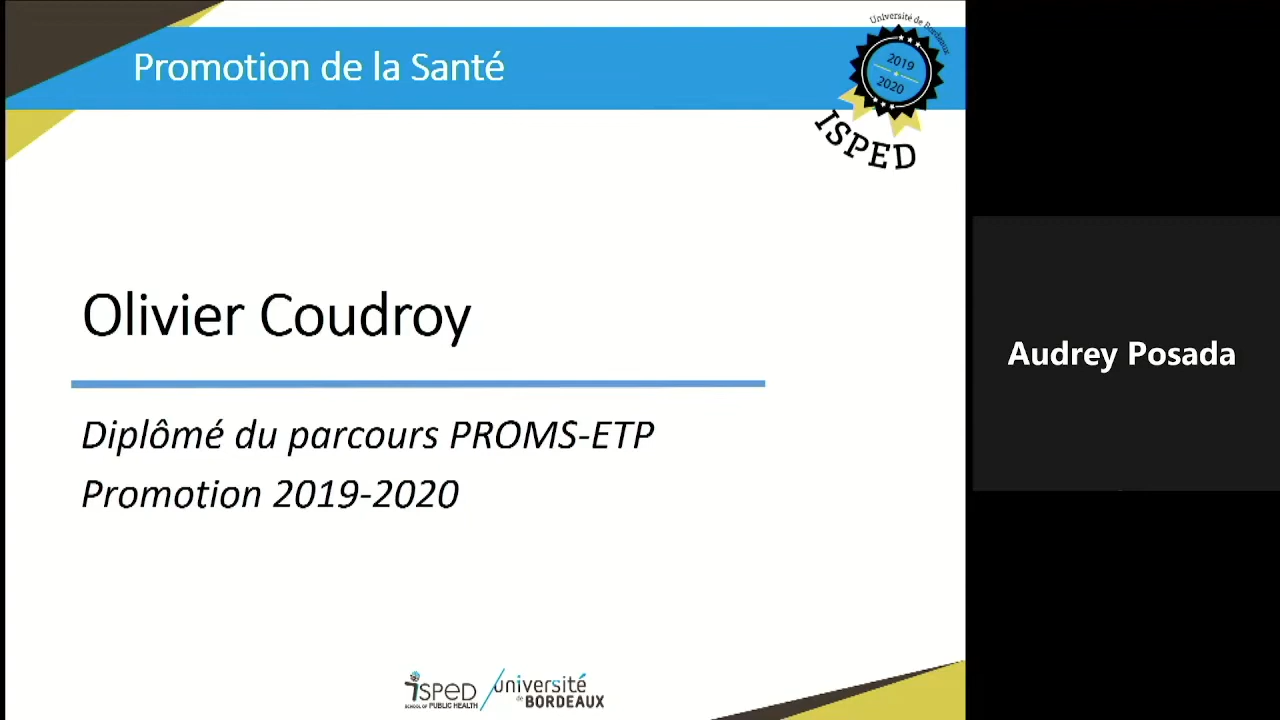 Promotion de la Santé
Université de Bordeaux
2019
2020
ISPED
Olivier Coudroy
Diplômé du parcours PROMS-ETP
Promotion 2019-2020
Audrey Posada
isped
SCHOOL OF PUBLIC HEALTH
université
de BORDEAUX